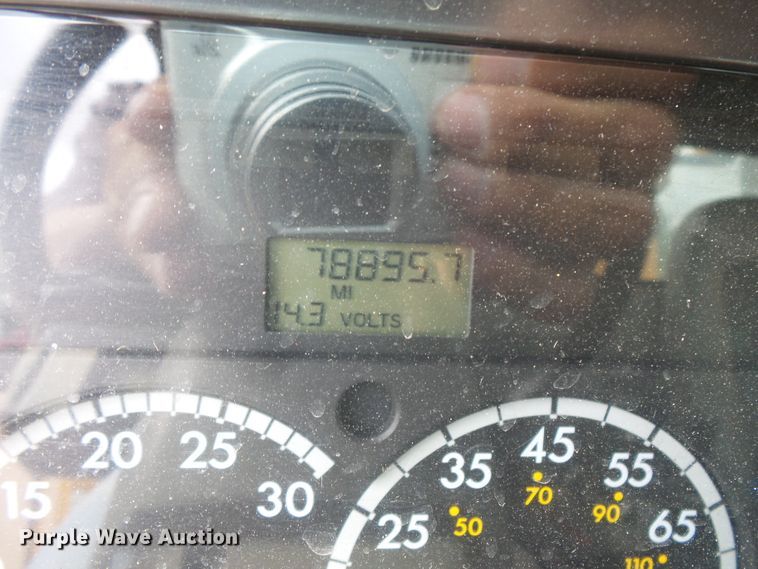 78895.7
MI
14.3 VOLTS
15 20 25 30
25 35 45 55 65
50 70 90 110
Purple Wave Auction